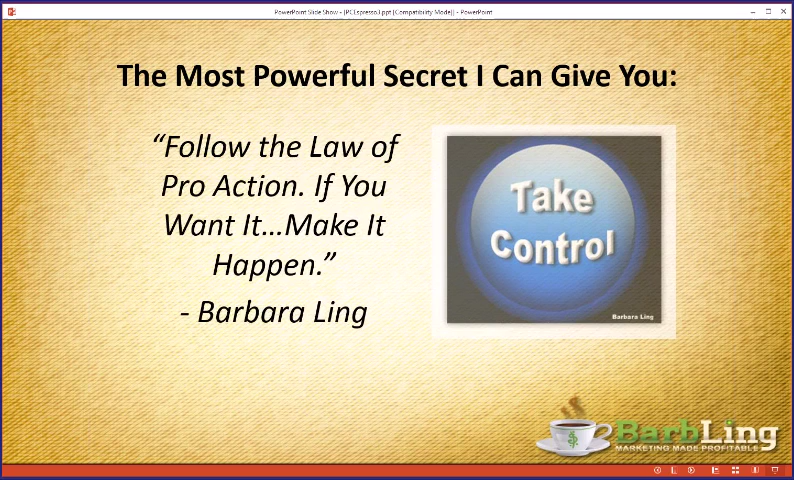 PowerPoint Slide Show - [PCEspresso3.ppt [Compatibility Mode]] - PowerPoint
The Most Powerful Secret I Can Give You:
“Follow the Law of
Pro Action. If You
Want It...Make It
Happen.”
- Barbara Ling
Take
Control
Barbara Ling
BarbLing
MARKETING MADE PROFITABLE